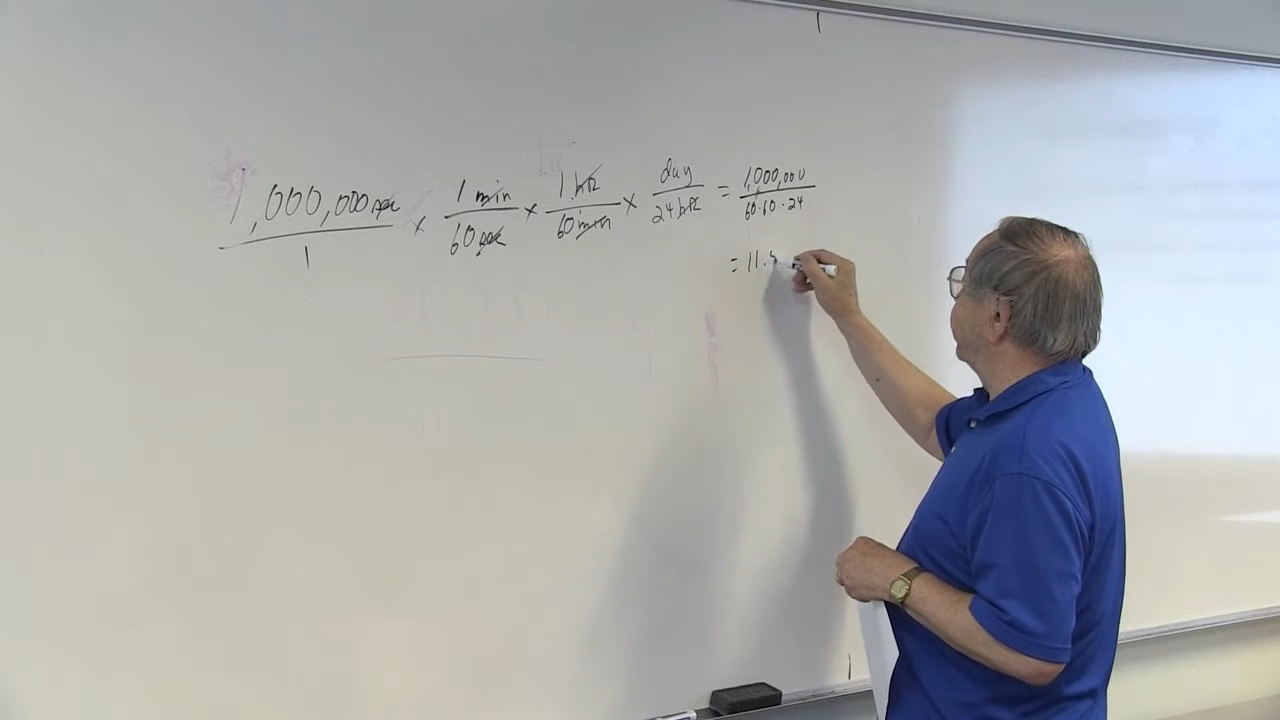 1,000,000 sec / 1 × 1 min / 60 sec × 1 hr / 60 min × day / 24 hr = 1,000,000 / 60·60·24
= 11.5